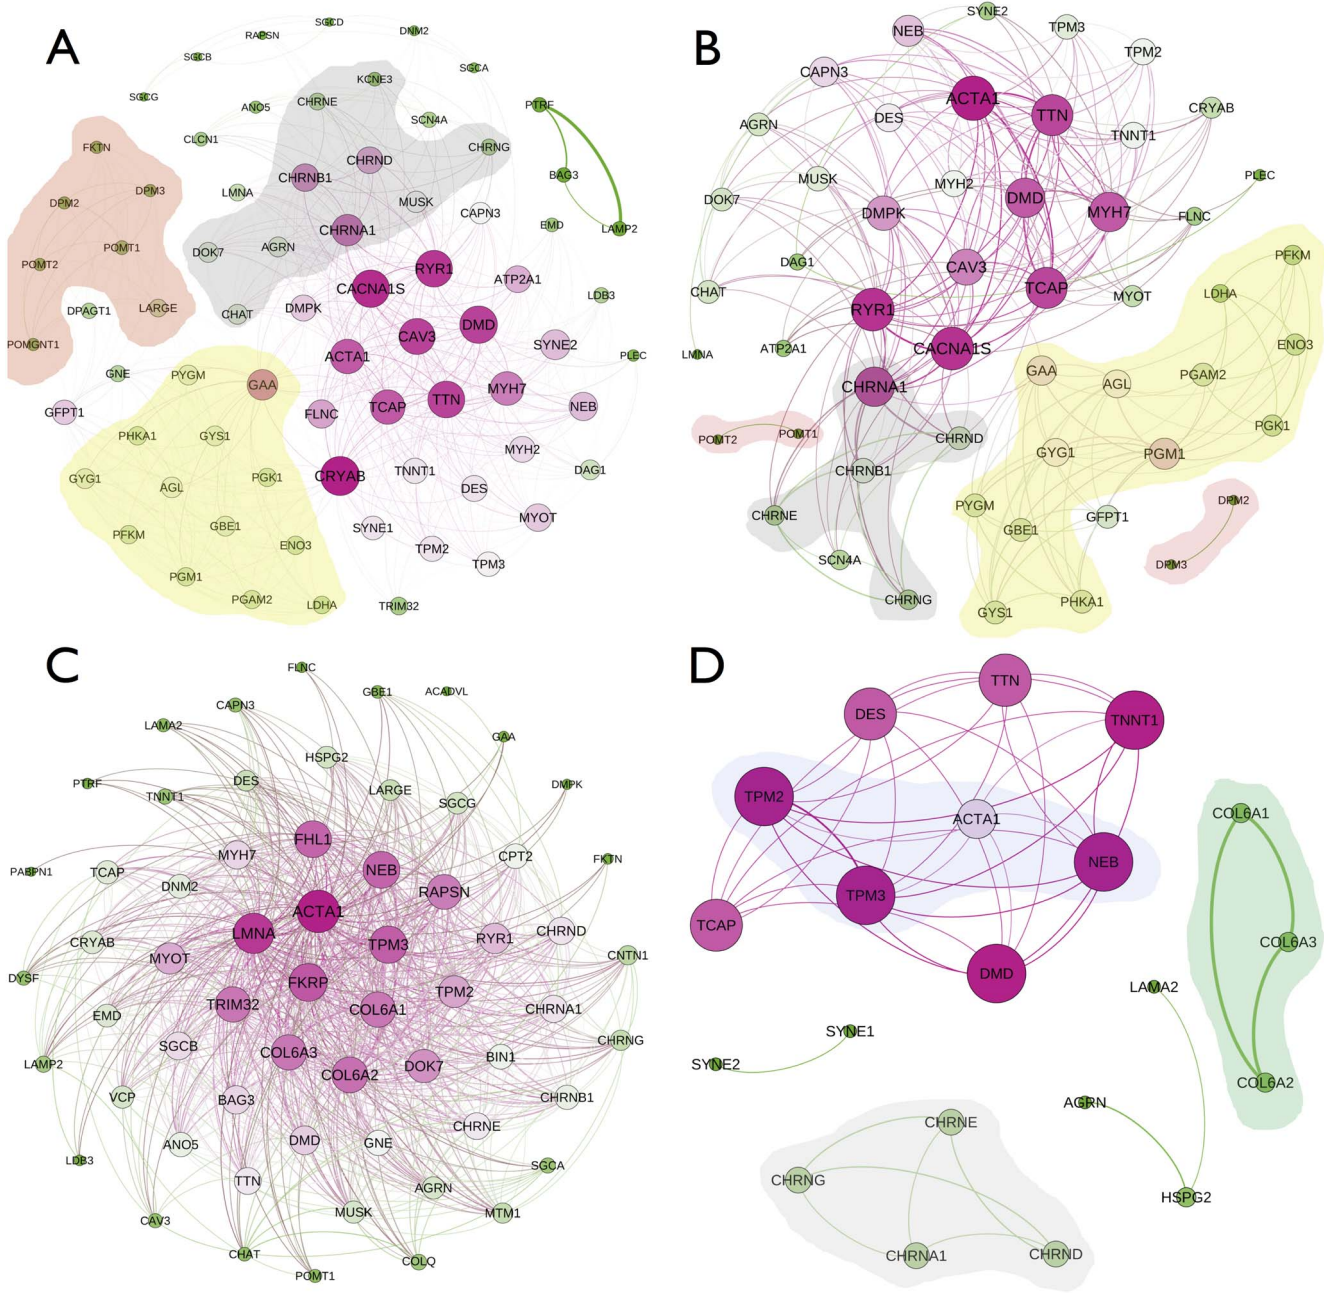 A
SGCD
RAPSN
DNM2
SGCB
SGCA
SGCG
KCNE3
CHRNE
ANO5
SCN4A
PTRF
CLCN1
CHRNG
FKTN
CHRND
CHRNB1
BAG3
DPM3
LMNA
DPM2
MUSK
CAPN3
EMD
LAMP2
CHRNA1
POMT1
DOK7
AGRN
POMT2
RYR1
ATP2A1
CACNA1S
LDB3
DPAGT1
LARGE
CHAT
DMPK
DMD
CAV3
POMGNT1
SYNE2
ACTA1
PLEC
GNE
PYGM
GAA
MYH7
TTN
TCAP
NEB
GFPT1
FLNC
PHKA1
GYS1
MYH2
GYG1
PGK1
CRYAB
TNNT1
DAG1
AGL
DES
MYOT
GBE1
SYNE1
PFKM
ENO3
TPM2
TPM3
PGM1
PGAM2
LDHA
TRIM32
B
SYNE2
NEB
TPM3
TPM2
CAPN3
ACTA1
CRYAB
DES
TTN
AGRN
TNNT1
PLEC
MUSK
MYH2
DOK7
DMD
DMPK
MYH7
FLNC
PFKM
DAG1
CAV3
CHAT
TCAP
MYOT
LDHA
RYR1
ENO3
LMNA
ATP2A1
CACNA1S
GAA
PGAM2
CHRNA1
AGL
PGK1
POMT2
POMT1
CHRND
GYG1
PGM1
CHRNB1
DPM2
PYGM
CHRNE
GFPT1
GBE1
SCN4A
DPM3
CHRNG
GYS1
PHKA1
C
FLNC
GBE1
ACADVL
CAPN3
LAMA2
GAA
HSPG2
PTRF
DES
LARGE
DMPK
TNNT1
SGCG
FHL1
MYH7
CPT2
FKTN
PABPN1
TCAP
NEB
DNM2
RAPSN
ACTA1
LMNA
CRYAB
TPM3
RYR1
CHRND
MYOT
CNTN1
DYSF
FKRP
TPM2
TRIM32
COL6A1
CHRNA1
EMD
CHRNG
SGCB
COL6A3
BIN1
LAMP2
COL6A2
DOK7
VCP
BAG3
CHRNB1
CHRNE
ANO5
DMD
GNE
LDB3
SGCA
TTN
AGRN
MUSK
MTM1
CAV3
CHAT
COLQ
POMT1
D
TTN
DES
TNNT1
TPM2
ACTA1
COL6A1
NEB
TPM3
TCAP
COL6A3
DMD
LAMA2
SYNE1
SYNE2
COL6A2
AGRN
CHRNE
CHRNG
HSPG2
CHRNA1
CHRND